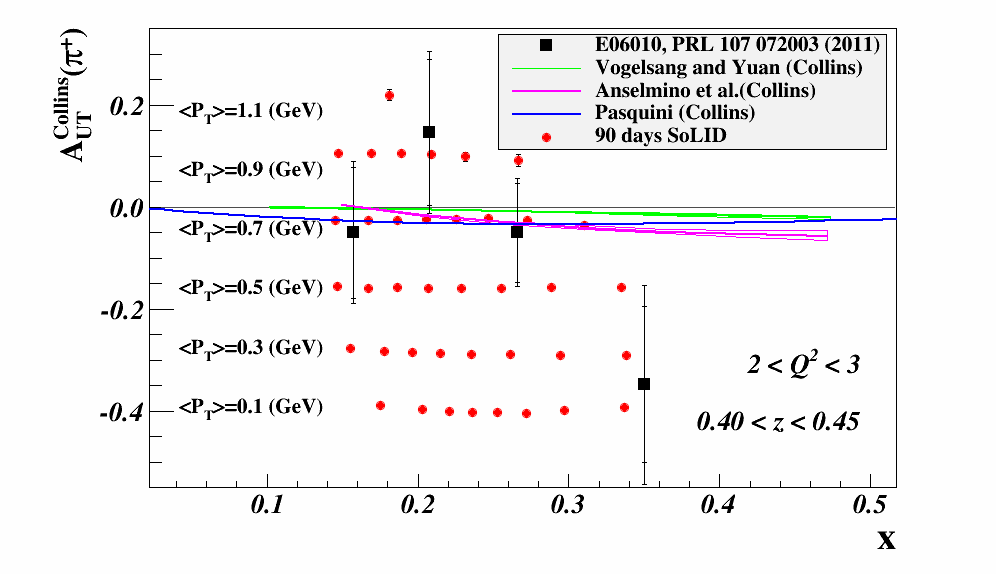 A_UT^Collins(π⁺)
E06010, PRL 107 072003 (2011)
Vogelsang and Yuan (Collins)
Anselmino et al.(Collins)
Pasquini (Collins)
90 days SoLID
0.2
0.0
-0.2
-0.4
<P_T>=1.1 (GeV)
<P_T>=0.9 (GeV)
<P_T>=0.7 (GeV)
<P_T>=0.5 (GeV)
<P_T>=0.3 (GeV)
<P_T>=0.1 (GeV)
2 < Q² < 3
0.40 < z < 0.45
0.1 0.2 0.3 0.4 0.5
x